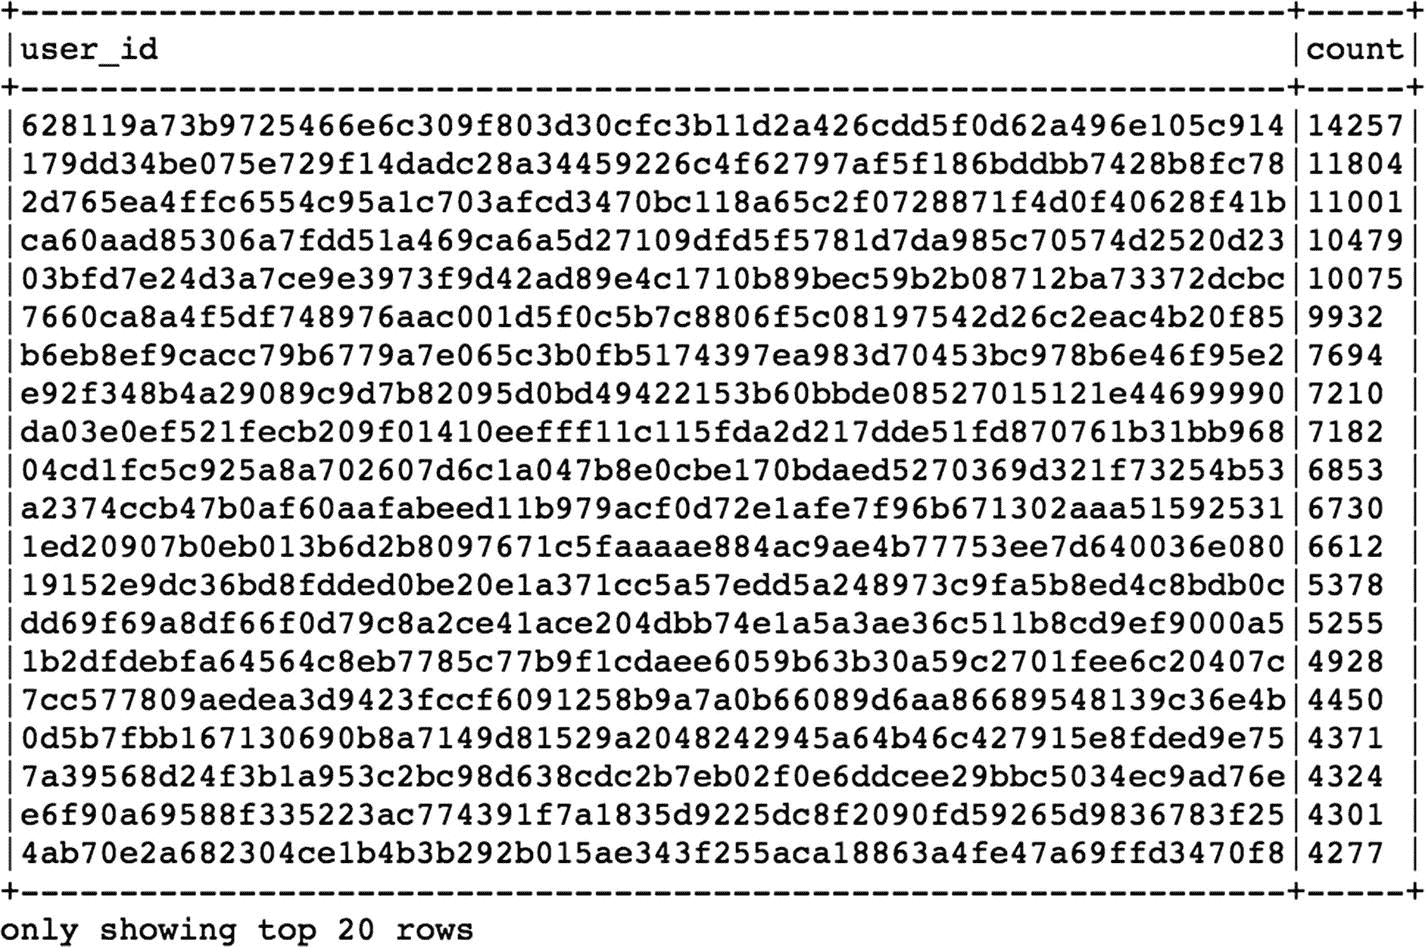 +----------------------------------------------------------------+-----+
|user_id                                                         |count|
+----------------------------------------------------------------+-----+
|628119a73b9725466e6c309f803d30cfc3b11d2a426cdd5f0d62a496e105c914|14257|
|179dd34be075e729f14dadc28a34459226c4f62797af5f186bddbb7428b8fc78|11804|
|2d765ea4ffc6554c95a1c703afcd3470bc118a65c2f0728871f4d0f40628f41b|11001|
|ca60aad85306a7fdd51a469ca6a5d27109dfd5f5781d7da985c70574d2520d23|10479|
|03bfd7e24d3a7ce9e3973f9d42ad89e4c1710b89bec59b2b08712ba73372dcbc|10075|
|7660ca8a4f5df748976aac001d5f0c5b7c8806f5c08197542d26c2eac4b20f85|9932 |
|b6eb8ef9cacc79b6779a7e065c3b0fb5174397ea983d70453bc978b6e46f95e2|7694 |
|e92f348b4a29089c9d7b82095d0bd49422153b60bbde08527015121e44699990|7210 |
|da03e0ef521fecb209f01410eefff11c115fda2d217dde51fd870761b31bb968|7182 |
|04cd1fc5c925a8a702607d6c1a047b8e0cbe170bdaed5270369d321f73254b53|6853 |
|a2374ccb47b0af60aafabeed11b979acf0d72e1afe7f96b671302aaa51592531|6730 |
|1ed20907b0eb013b6d2b8097671c5faaaae884ac9ae4b77753ee7d640036e080|6612 |
|19152e9dc36bd8fdded0be20e1a371cc5a57edd5a248973c9fa5b8ed4c8bdb0c|5378 |
|dd69f69a8df66f0d79c8a2ce41ace204dbb74e1a5a3ae36c511b8cd9ef9000a5|5255 |
|1b2dfdebfa64564c8eb7785c77b9f1cdaee6059b63b30a59c2701fee6c20407c|4928 |
|7cc577809aedea3d9423fccf6091258b9a7a0b66089d6aa86689548139c36e4b|4450 |
|0d5b7fbb167130690b8a7149d81529a2048242945a64b46c427915e8fded9e75|4371 |
|7a39568d24f3b1a953c2bc98d638cdc2b7eb02f0e6ddcee29bbc5034ec9ad76e|4324 |
|e6f90a69588f335223ac774391f7a1835d9225dc8f2090fd59265d9836783f25|4301 |
|4ab70e2a682304ce1b4b3b292b015ae343f255aca18863a4fe47a69ffd3470f8|4277 |
+----------------------------------------------------------------+-----+
only showing top 20 rows